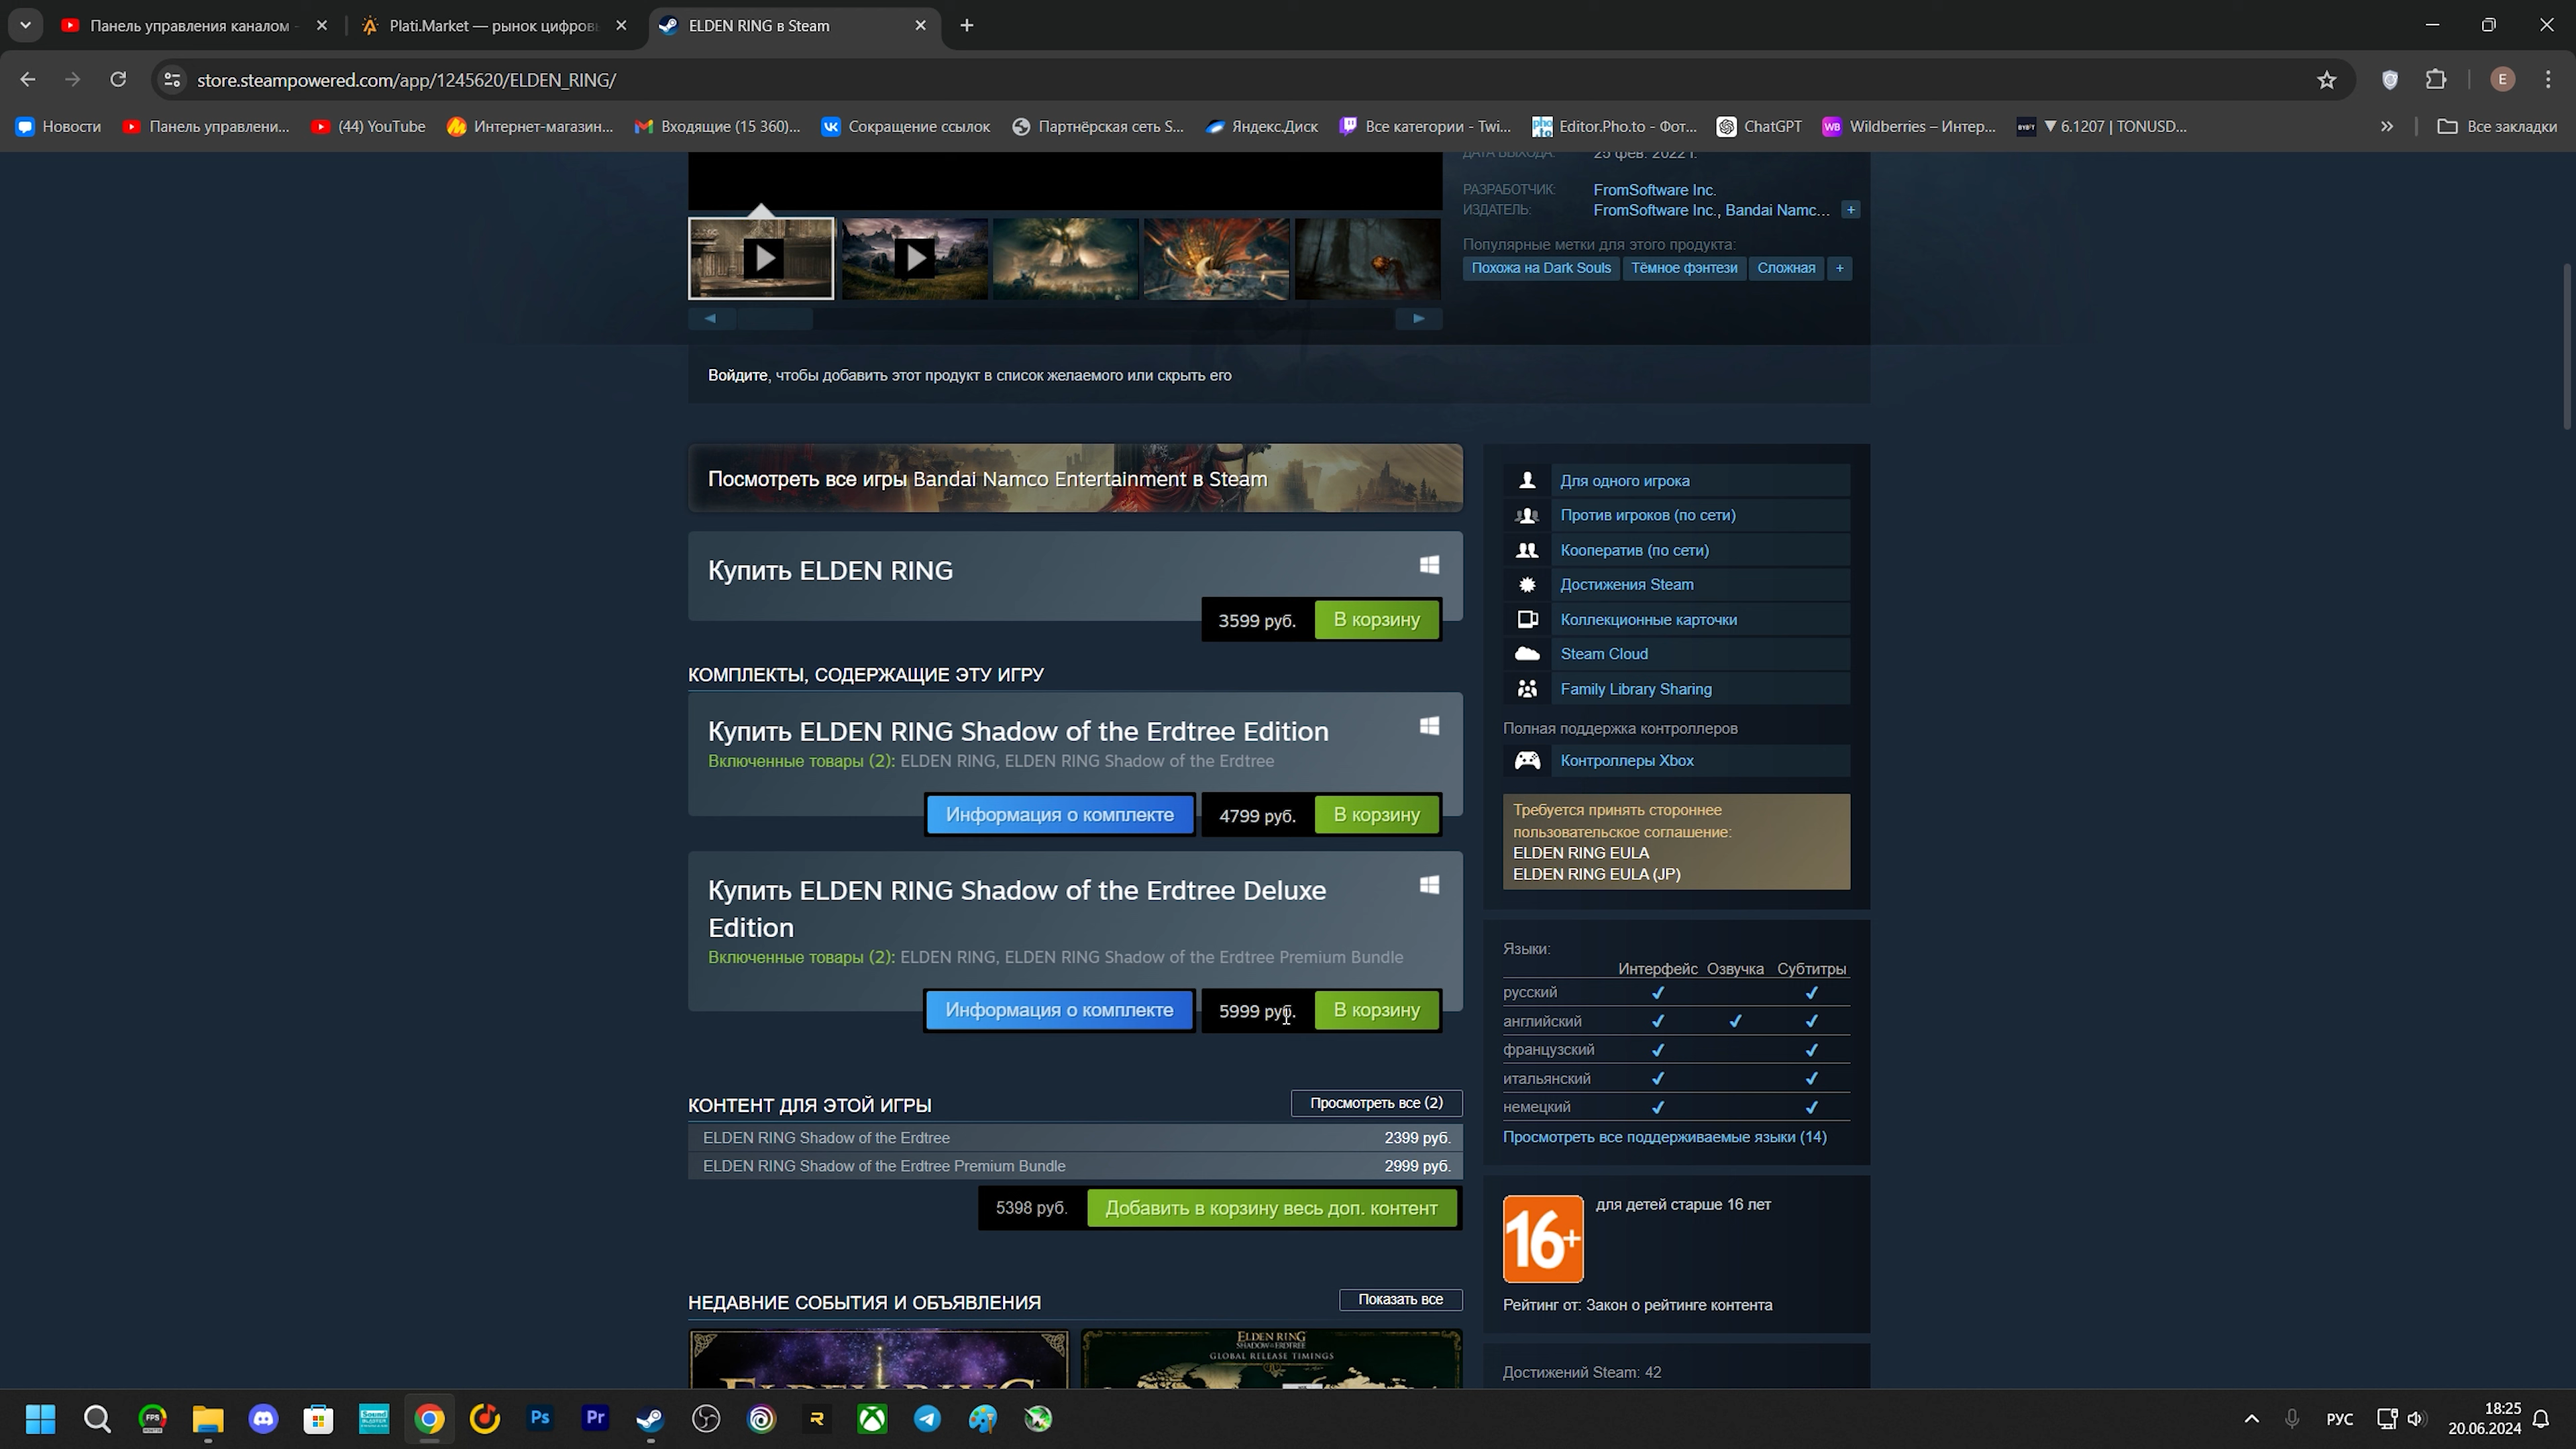 Панель управления каналом -
Plati.Market — рынок цифров
ELDEN RING в Steam
store.steampowered.com/app/1245620/ELDEN_RING/
E
Новости
Панель управлени...
(44) YouTube
Интернет-магазин...
Входящие (15 360)...
Сокращение ссылок
Партнёрская сеть S...
Яндекс.Диск
Все категории - Twi...
Editor.Pho.to - Фот...
ChatGPT
WB Wildberries – Интер...
▼ 6.1207 | TONUSD...
»
Все закладки
ДАТА ВЫХОДА: 25 фев. 2022 г.
РАЗРАБОТЧИК: FromSoftware Inc.
ИЗДАТЕЛЬ: FromSoftware Inc., Bandai Namc... +
Популярные метки для этого продукта:
Похожа на Dark Souls Тёмное фэнтези Сложная +
Войдите, чтобы добавить этот продукт в список желаемого или скрыть его
Посмотреть все игры Bandai Namco Entertainment в Steam
Купить ELDEN RING
3599 руб. В корзину
КОМПЛЕКТЫ, СОДЕРЖАЩИЕ ЭТУ ИГРУ
Купить ELDEN RING Shadow of the Erdtree Edition
Включенные товары (2): ELDEN RING, ELDEN RING Shadow of the Erdtree
Информация о комплекте 4799 руб. В корзину
Купить ELDEN RING Shadow of the Erdtree Deluxe
Edition
Включенные товары (2): ELDEN RING, ELDEN RING Shadow of the Erdtree Premium Bundle
Информация о комплекте 5999 руб. В корзину
КОНТЕНТ ДЛЯ ЭТОЙ ИГРЫ Просмотреть все (2)
ELDEN RING Shadow of the Erdtree 2399 руб.
ELDEN RING Shadow of the Erdtree Premium Bundle 2999 руб.
5398 руб. Добавить в корзину весь доп. контент
НЕДАВНИЕ СОБЫТИЯ И ОБЪЯВЛЕНИЯ Показать все
ELDEN RING
ELDEN RING
SHADOW OF THE ERDTREE
GLOBAL RELEASE TIMINGS
Для одного игрока
Против игроков (по сети)
Кооператив (по сети)
Достижения Steam
Коллекционные карточки
Steam Cloud
Family Library Sharing
Полная поддержка контроллеров
Контроллеры Xbox
Требуется принять стороннее
пользовательское соглашение:
ELDEN RING EULA
ELDEN RING EULA (JP)
Языки:
Интерфейс Озвучка Субтитры
русский ✔ ✔
английский ✔ ✔ ✔
французский ✔ ✔
итальянский ✔ ✔
немецкий ✔ ✔
Просмотреть все поддерживаемые языки (14)
16+ для детей старше 16 лет
Рейтинг от: Закон о рейтинге контента
Достижений Steam: 42
FPS
Ps
Pr
РУС
18:25
20.06.2024